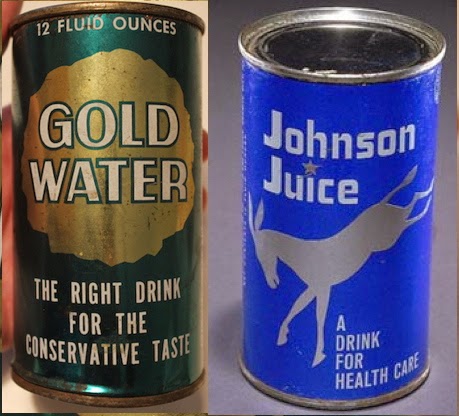 12 FLUID OUNCES
GOLD
WATER
THE RIGHT DRINK
FOR THE
CONSERVATIVE TASTE
Johnson
Juice
A
DRINK
FOR
HEALTH CARE